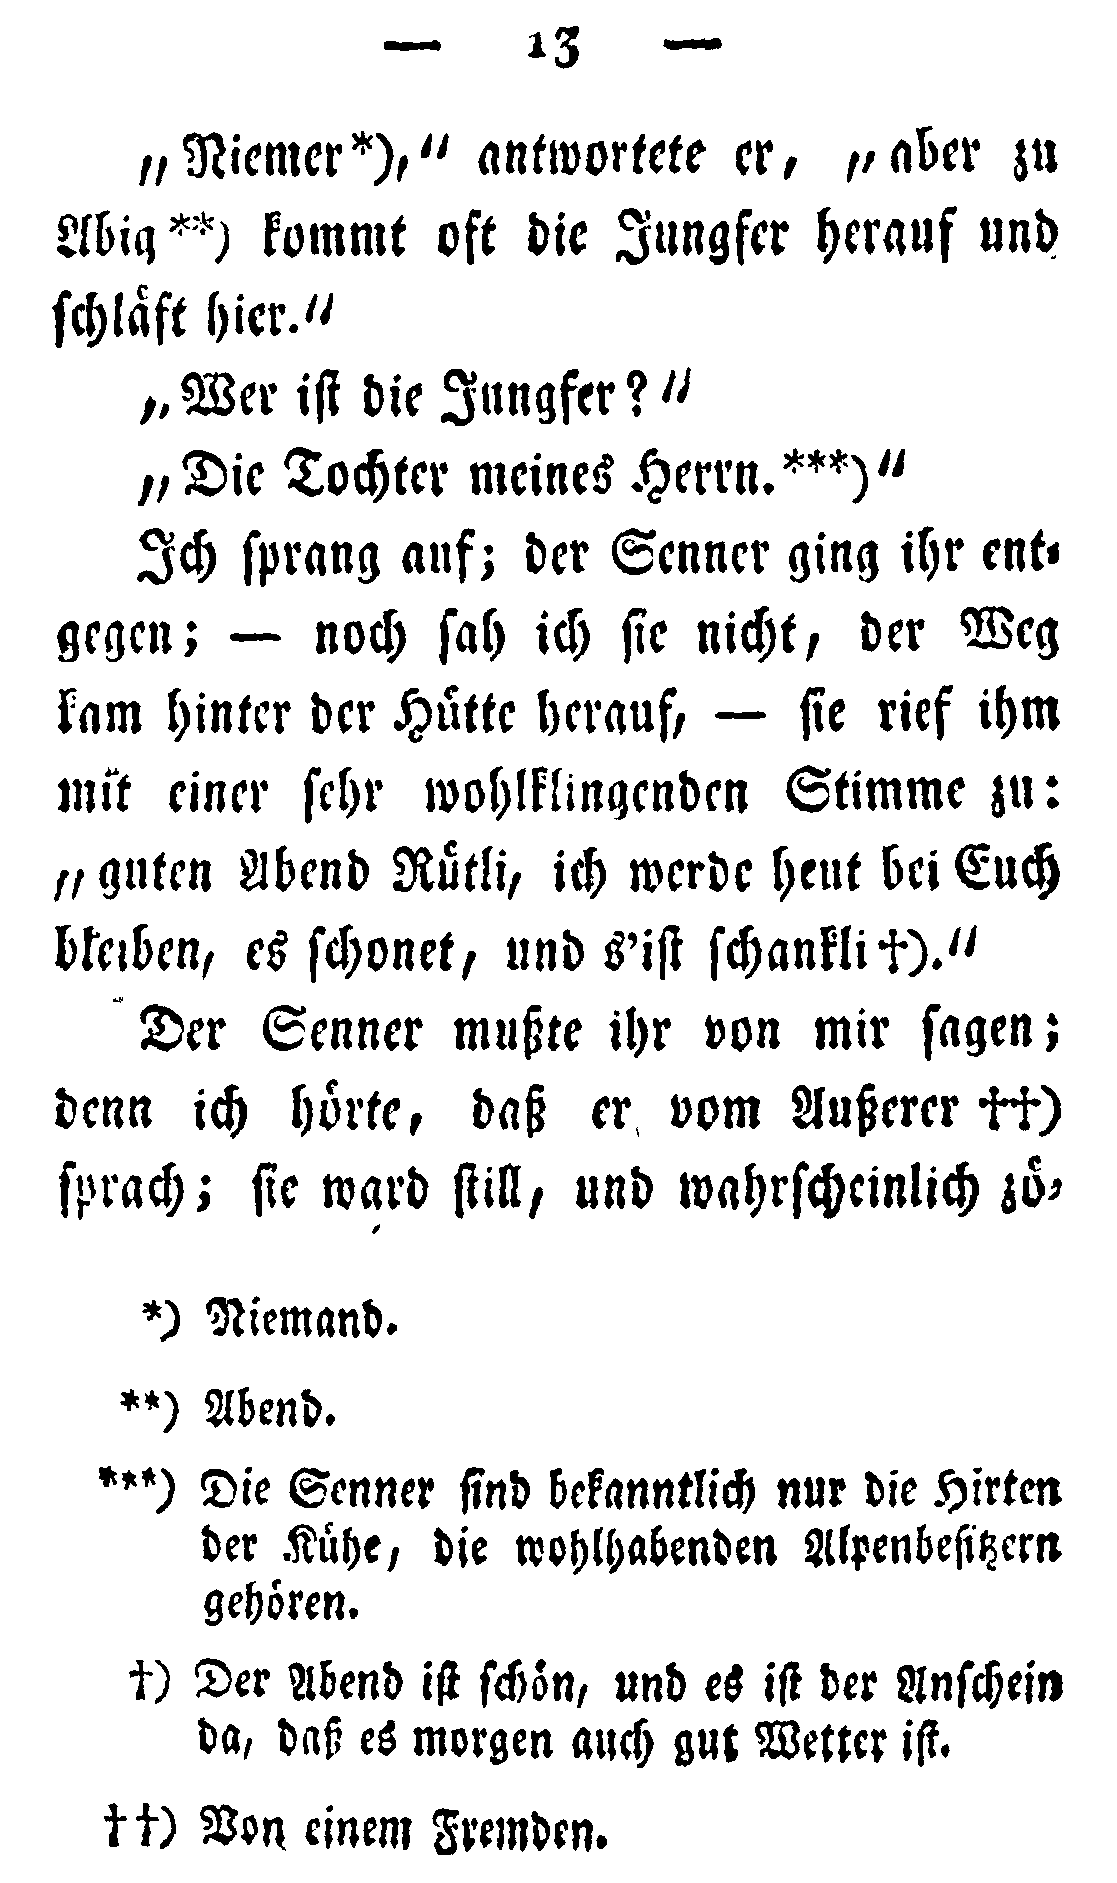 — 13 —
„Niemer*),“ antwortete er, „aber zu
Abig**) kommt oft die Jungfer herauf und
ſchläft hier.“
„Wer iſt die Jungfer?“
„Die Tochter meines Herrn.***)“
Ich ſprang auf; der Senner ging ihr ent-
gegen; — noch ſah ich ſie nicht, der Weg
kam hinter der Hütte herauf, — ſie rief ihm
mit einer ſehr wohlklingenden Stimme zu:
„guten Abend Rütli, ich werde heut bei Euch
bleiben, es ſchonet, und s'iſt ſchankli†).“
Der Senner mußte ihr von mir ſagen;
denn ich hörte, daß er vom Außerer ††)
ſprach; ſie ward ſtill, und wahrſcheinlich zö-
*) Niemand.
**) Abend.
***) Die Senner ſind bekanntlich nur die Hirten
der Kühe, die wohlhabenden Alpenbeſitzern
gehören.
†) Der Abend iſt ſchön, und es iſt der Anſchein
da, daß es morgen auch gut Wetter iſt.
††) Von einem Fremden.